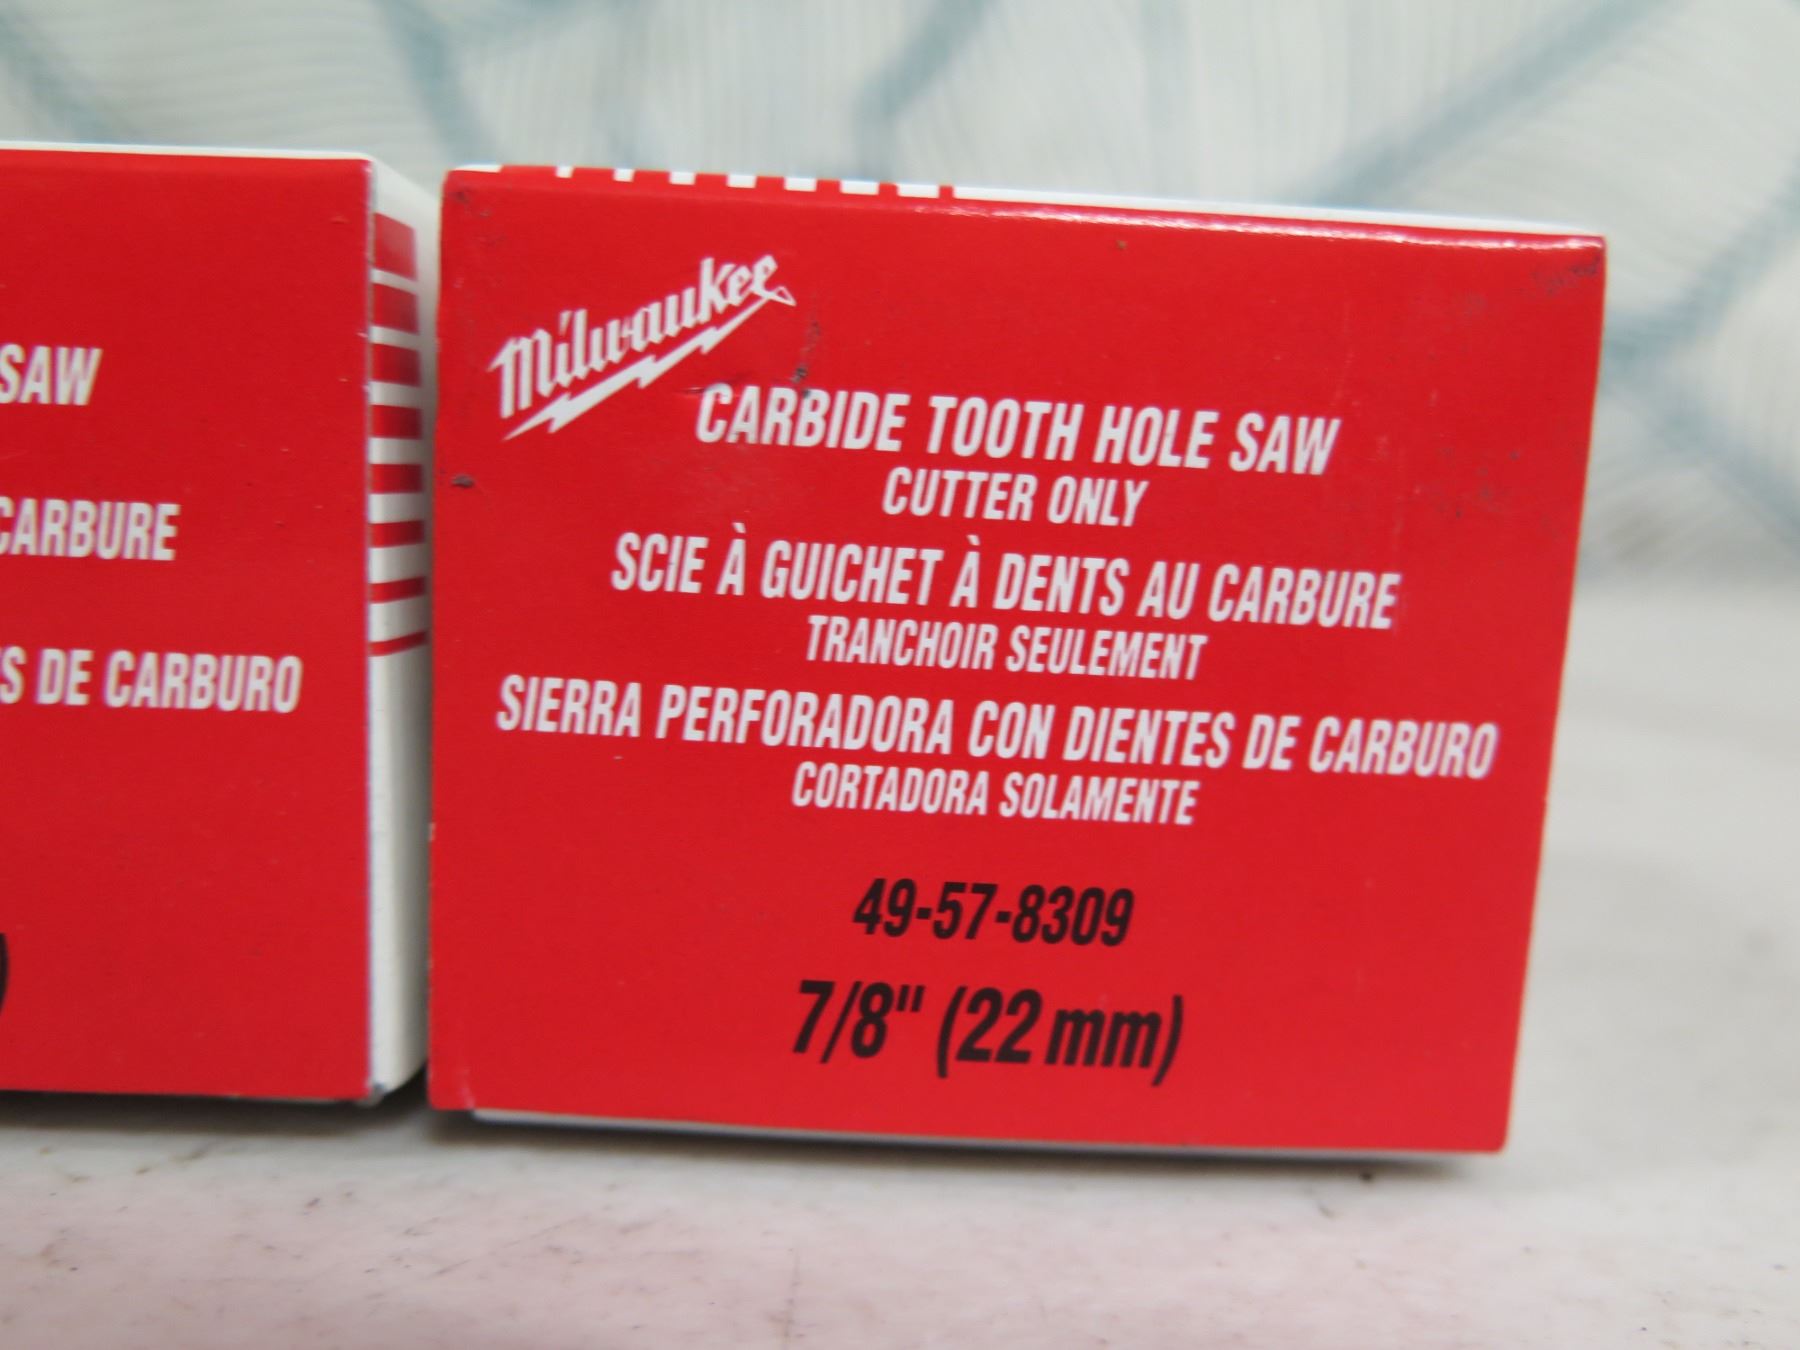 SAW
CARBURE
S DE CARBURO
)
Milwaukee
CARBIDE TOOTH HOLE SAW
CUTTER ONLY
SCIE À GUICHET À DENTS AU CARBURE
TRANCHOIR SEULEMENT
SIERRA PERFORADORA CON DIENTES DE CARBURO
CORTADORA SOLAMENTE
49-57-8309
7/8" (22 mm)